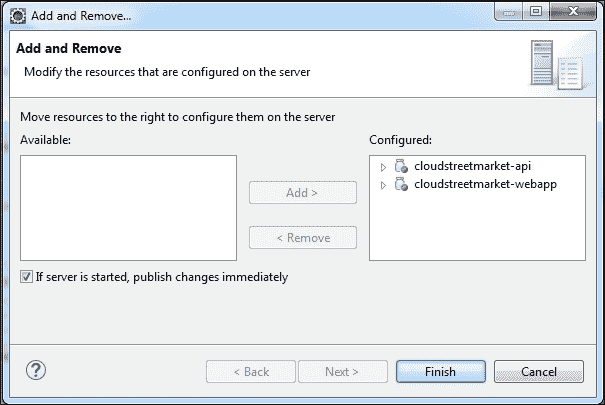 Add and Remove...
Add and Remove
Modify the resources that are configured on the server
Move resources to the right to configure them on the server
Available:
Configured:
cloudstreetmarket-api
cloudstreetmarket-webapp
Add >
< Remove
If server is started, publish changes immediately
?
< Back
Next >
Finish
Cancel